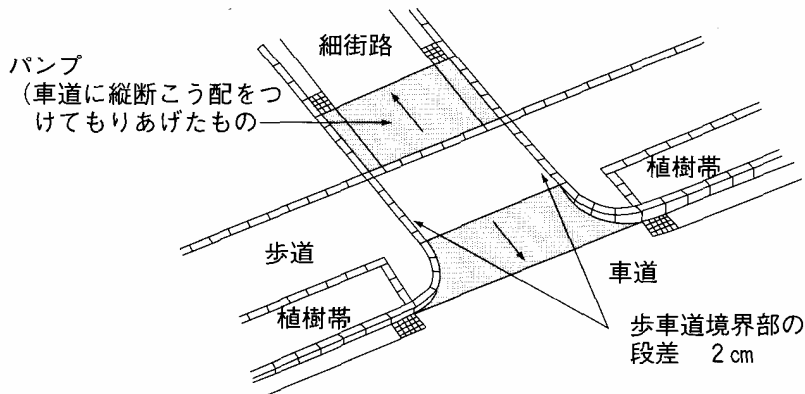 細街路
パンプ
(車道に縦断こう配をつ
けてもりあげたもの
植樹帯
歩道
車道
植樹帯
歩車道境界部の
段差 2cm